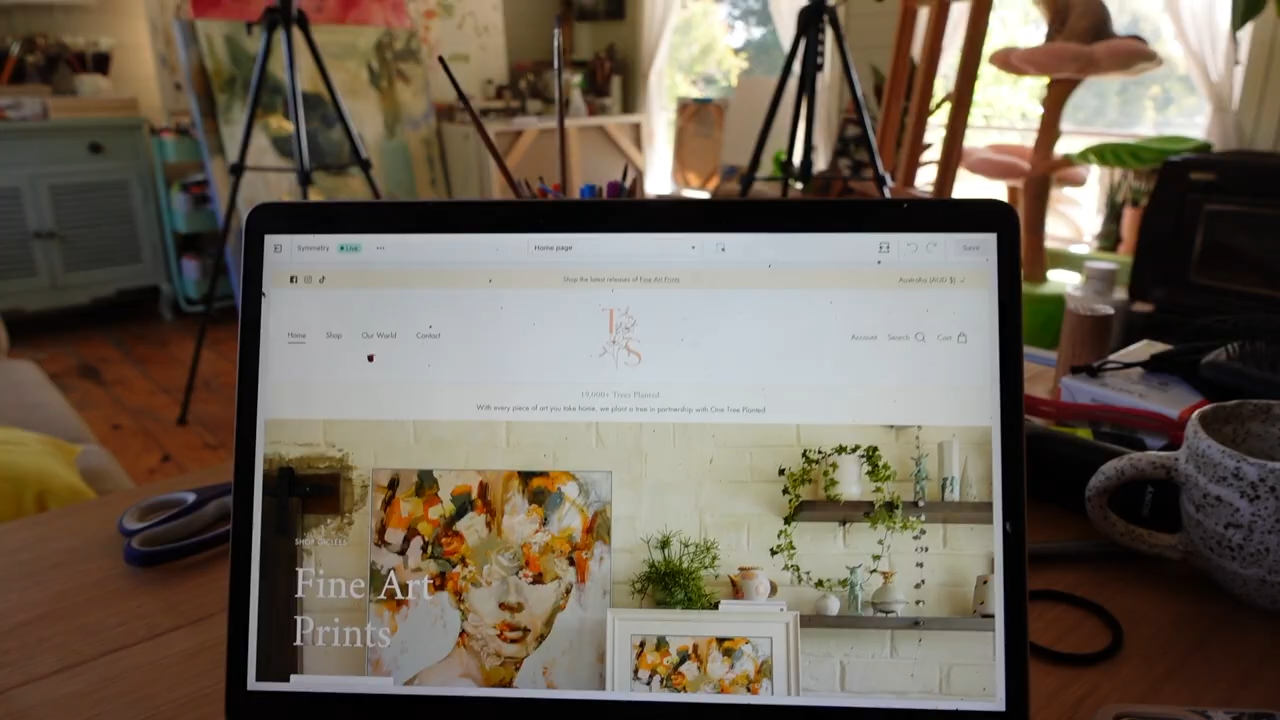 Symmetry Live Home page Save
Shop the latest releases of Fine Art Prints Australia (AUD $)
Home Shop Our World Contact Account Search Cart
T S
19,000+ Trees Planted
With every piece of art you take home, we plant a tree in partnership with One Tree Planted
SHOP GICLÉES
Fine Art
Prints